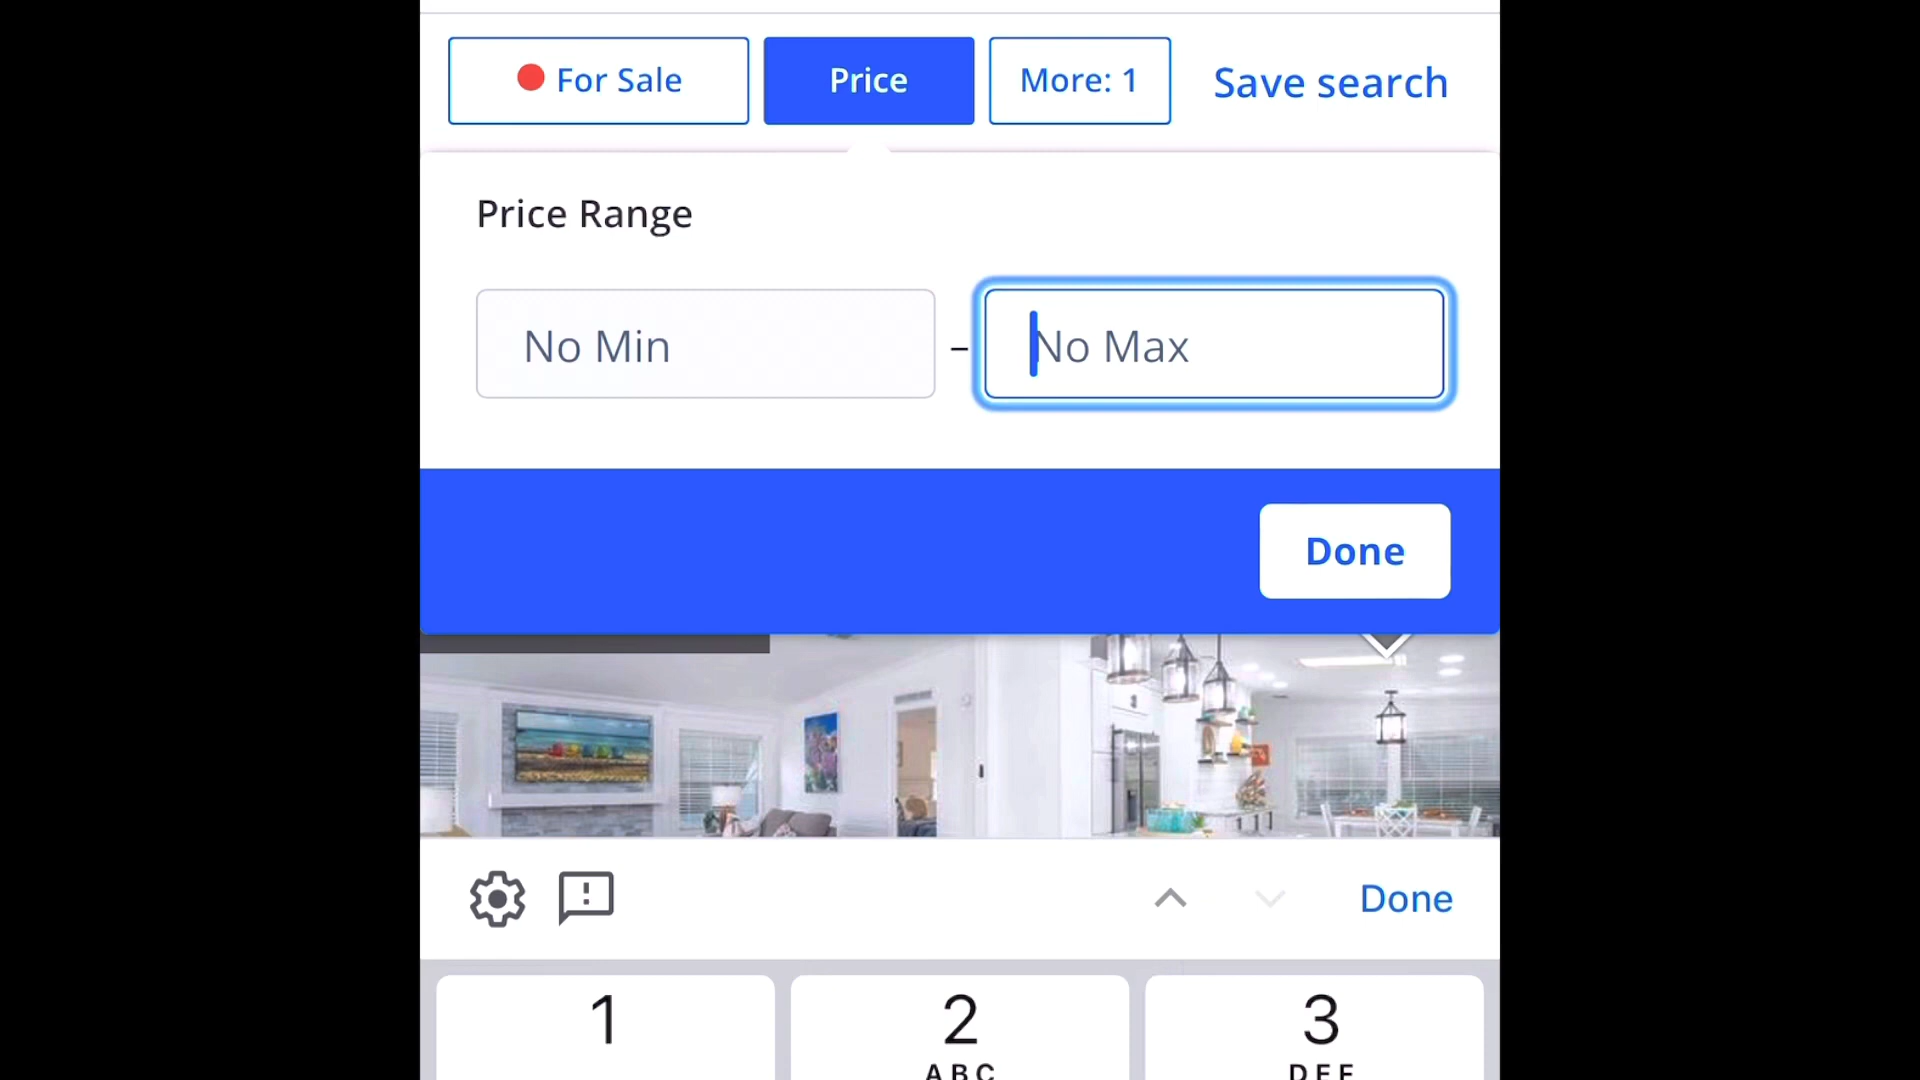 For Sale
Price
More: 1
Save search
Price Range
No Min
–
No Max
Done
Done
1
2
3
ABC
DEF